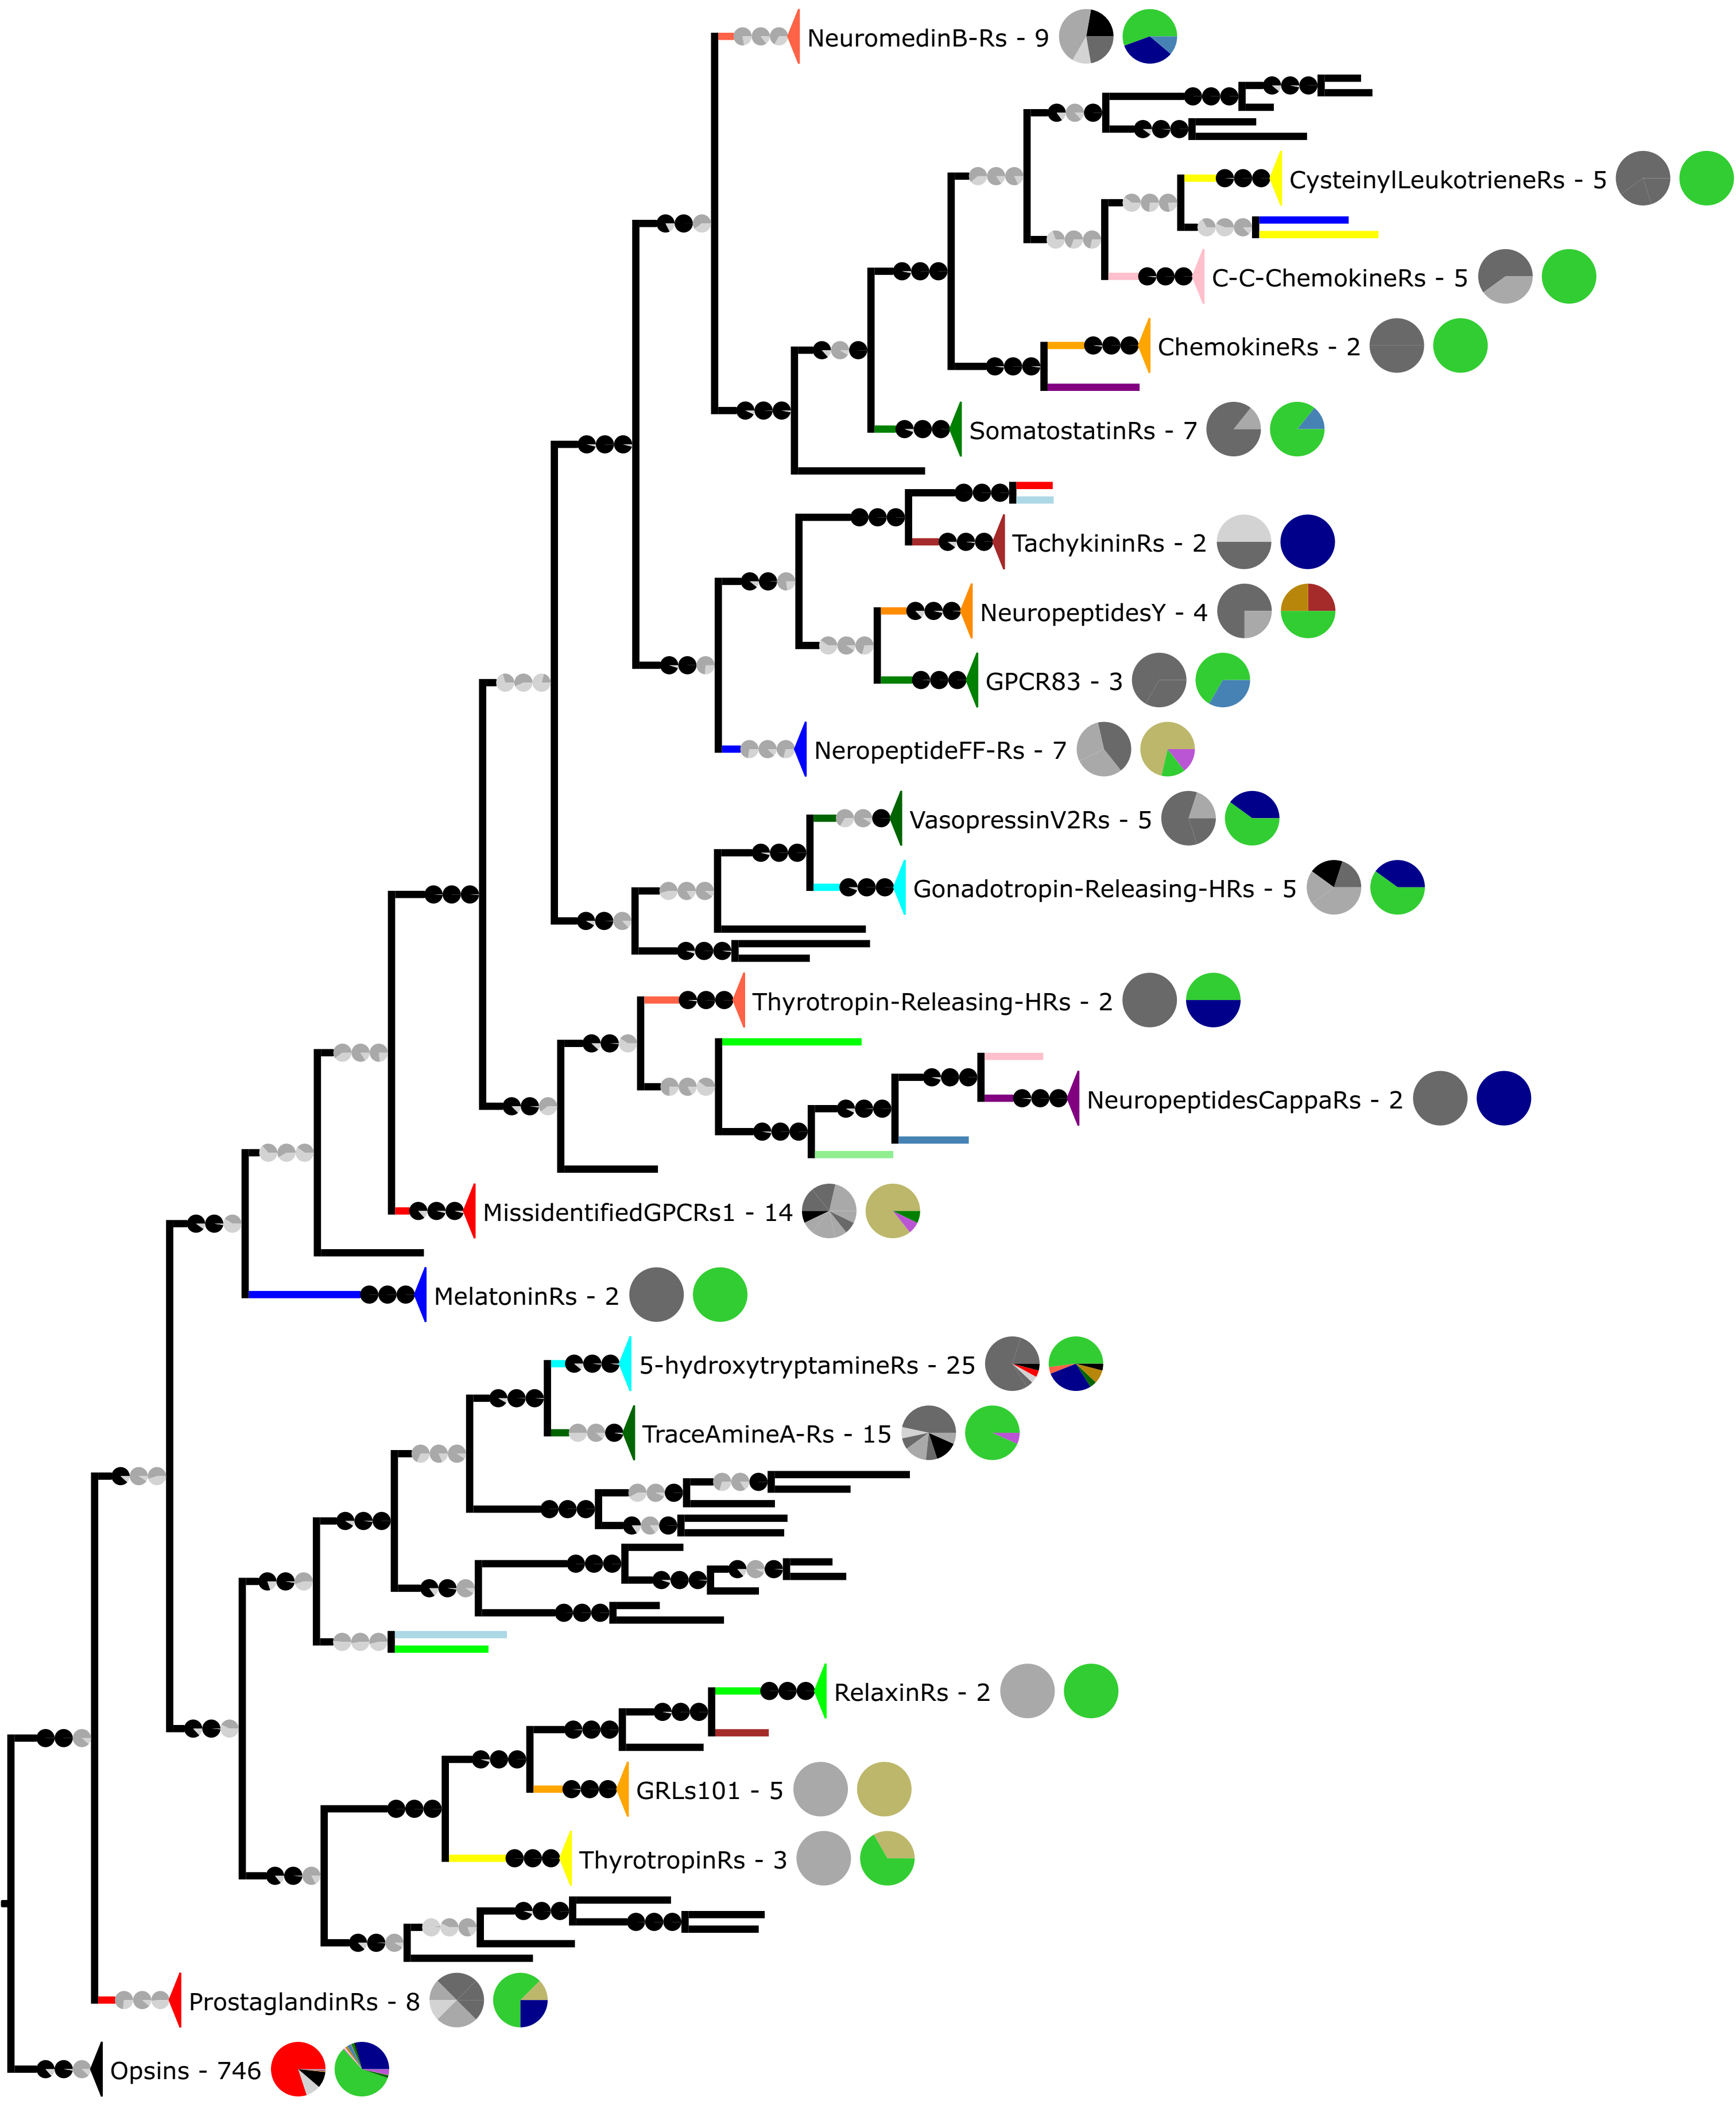 NeuromedinB-Rs - 9
CysteinylLeukotrieneRs - 5
C-C-ChemokineRs - 5
ChemokineRs - 2
SomatostatinRs - 7
TachykininRs - 2
NeuropeptidesY - 4
GPCR83 - 3
NeropeptideFF-Rs - 7
VasopressinV2Rs - 5
Gonadotropin-Releasing-HRs - 5
Thyrotropin-Releasing-HRs - 2
NeuropeptidesCappaRs - 2
MissidentifiedGPCRs1 - 14
MelatoninRs - 2
5-hydroxytryptamineRs - 25
TraceAmineA-Rs - 15
RelaxinRs - 2
GRLs101 - 5
ThyrotropinRs - 3
ProstaglandinRs - 8
Opsins - 746